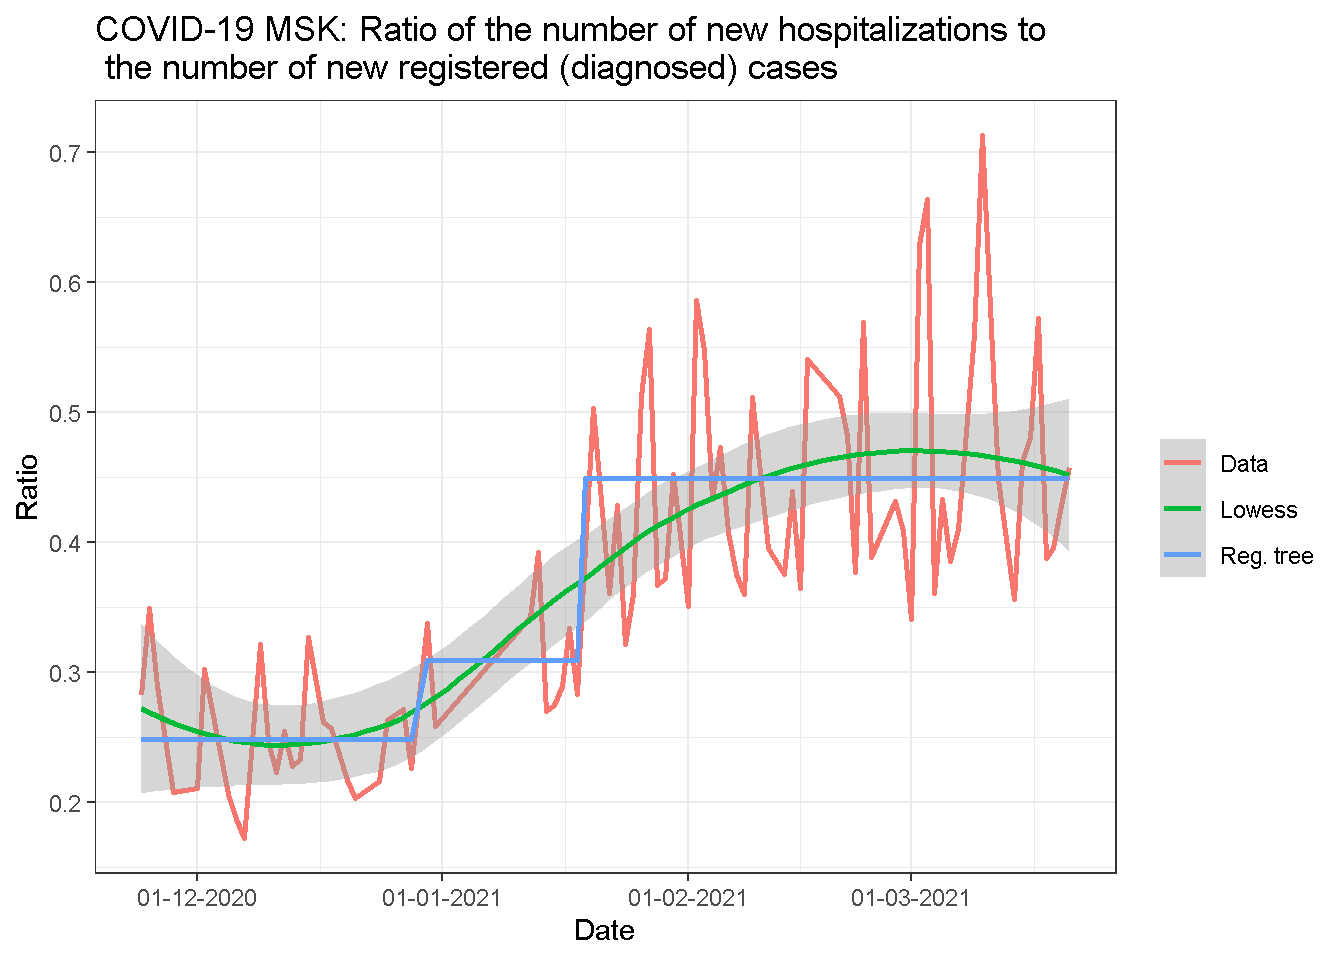 COVID-19 MSK: Ratio of the number of new hospitalizations to
the number of new registered (diagnosed) cases
0.7
0.6
0.5
0.4
0.3
0.2
Ratio
01-12-2020
01-01-2021
01-02-2021
01-03-2021
Date
Data
Lowess
Reg. tree